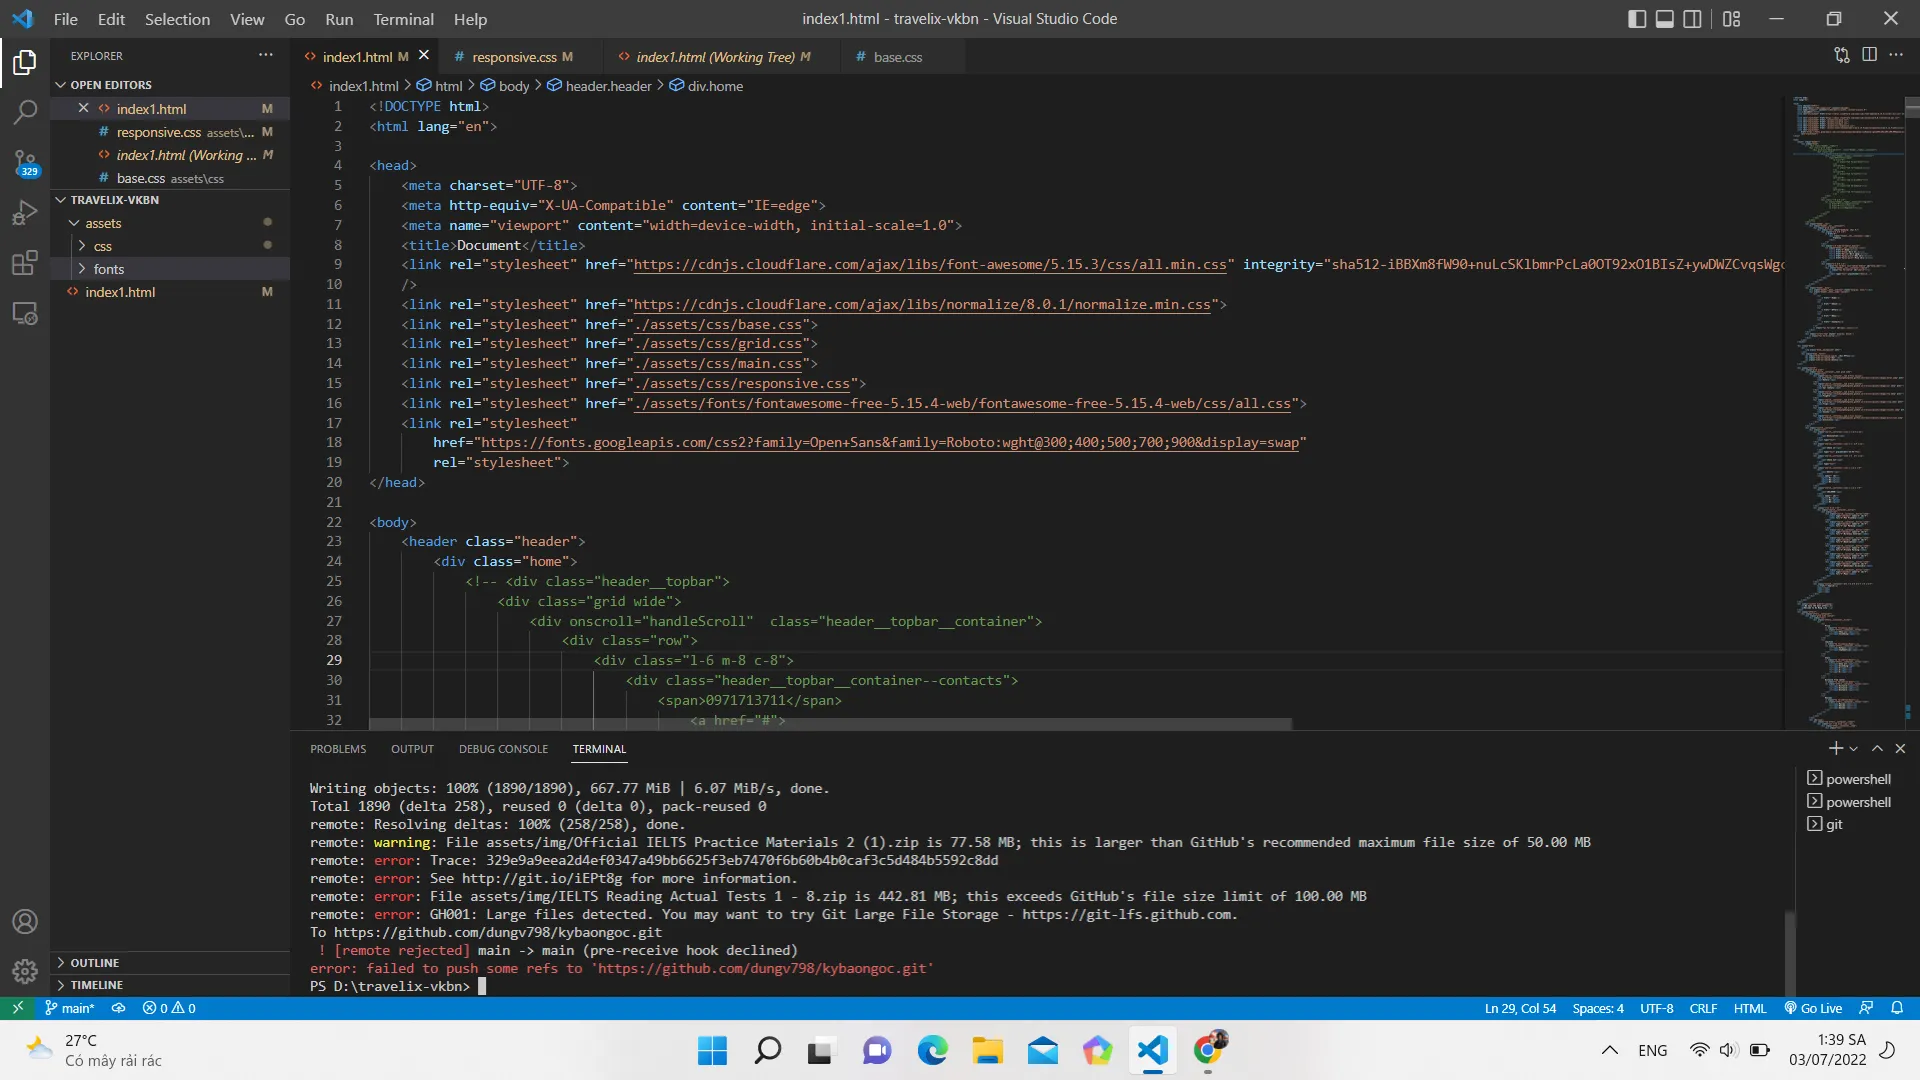 File Edit Selection View Go Run Terminal Help
index1.html - travelix-vkbn - Visual Studio Code
EXPLORER
OPEN EDITORS
index1.html M
responsive.css assets\... M
index1.html (Working ... M
base.css assets\css
TRAVELIX-VKBN
assets
css
fonts
index1.html M
329
OUTLINE
TIMELINE
index1.html M
responsive.css M
index1.html (Working Tree) M
base.css
index1.html > html > body > header.header > div.home
1 <!DOCTYPE html>
2 <html lang="en">
3
4 <head>
5 <meta charset="UTF-8">
6 <meta http-equiv="X-UA-Compatible" content="IE=edge">
7 <meta name="viewport" content="width=device-width, initial-scale=1.0">
8 <title>Document</title>
9 <link rel="stylesheet" href="https://cdnjs.cloudflare.com/ajax/libs/font-awesome/5.15.3/css/all.min.css" integrity="sha512-iBBXm8fW90+nuLcSKlbmrPcLa0OT92xO1BIsZ+ywDWZCvqsWgc
10 />
11 <link rel="stylesheet" href="https://cdnjs.cloudflare.com/ajax/libs/normalize/8.0.1/normalize.min.css">
12 <link rel="stylesheet" href="./assets/css/base.css">
13 <link rel="stylesheet" href="./assets/css/grid.css">
14 <link rel="stylesheet" href="./assets/css/main.css">
15 <link rel="stylesheet" href="./assets/css/responsive.css">
16 <link rel="stylesheet" href="./assets/fonts/fontawesome-free-5.15.4-web/fontawesome-free-5.15.4-web/css/all.css">
17 <link rel="stylesheet"
18 href="https://fonts.googleapis.com/css2?family=Open+Sans&family=Roboto:wght@300;400;500;700;900&display=swap"
19 rel="stylesheet">
20 </head>
21
22 <body>
23 <header class="header">
24 <div class="home">
25 <!-- <div class="header__topbar">
26 <div class="grid wide">
27 <div onscroll="handleScroll"  class="header__topbar__container">
28 <div class="row">
29 <div class="l-6 m-8 c-8">
30 <div class="header__topbar__container--contacts">
31 <span>0971713711</span>
32 <a href="#">
PROBLEMS OUTPUT DEBUG CONSOLE TERMINAL
Writing objects: 100% (1890/1890), 667.77 MiB | 6.07 MiB/s, done.
Total 1890 (delta 258), reused 0 (delta 0), pack-reused 0
remote: Resolving deltas: 100% (258/258), done.
remote: warning: File assets/img/Official IELTS Practice Materials 2 (1).zip is 77.58 MB; this is larger than GitHub's recommended maximum file size of 50.00 MB
remote: error: Trace: 329e9a9eea2d4ef0347a49bb6625f3eb7470f6b60b4b0caf3c5d484b5592c8dd
remote: error: See http://git.io/iEPt8g for more information.
remote: error: File assets/img/IELTS Reading Actual Tests 1 - 8.zip is 442.81 MB; this exceeds GitHub's file size limit of 100.00 MB
remote: error: GH001: Large files detected. You may want to try Git Large File Storage - https://git-lfs.github.com.
To https://github.com/dungv798/kybaongoc.git
! [remote rejected] main -> main (pre-receive hook declined)
error: failed to push some refs to 'https://github.com/dungv798/kybaongoc.git'
PS D:\travelix-vkbn>
powershell
powershell
git
main* 0 0
Ln 29, Col 54 Spaces: 4 UTF-8 CRLF HTML Go Live
27°C
Có mây rải rác
ENG
1:39 SA
03/07/2022